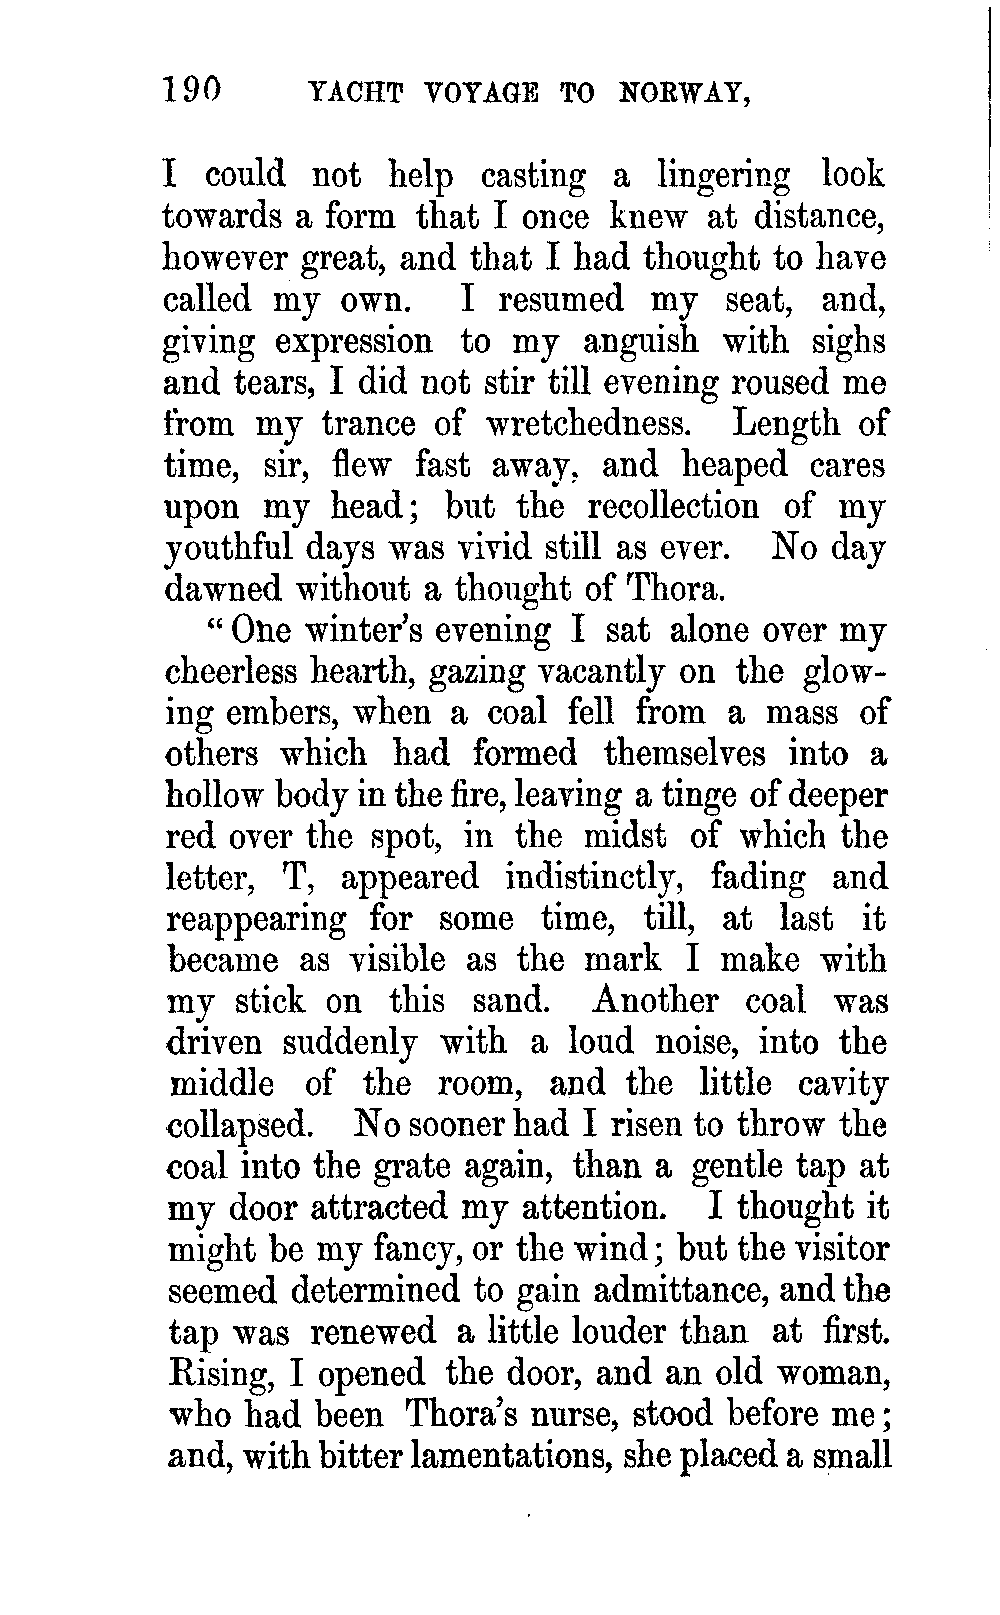 190 YACHT VOYAGE TO NORWAY,
I could not help casting a lingering look
towards a form that I once knew at distance,
however great, and that I had thought to have
called my own. I resumed my seat, and,
giving expression to my anguish with sighs
and tears, I did not stir till evening roused me
from my trance of wretchedness. Length of
time, sir, flew fast away, and heaped cares
upon my head; but the recollection of my
youthful days was vivid still as ever. No day
dawned without a thought of Thora.
“One winter’s evening I sat alone over my
cheerless hearth, gazing vacantly on the glow-
ing embers, when a coal fell from a mass of
others which had formed themselves into a
hollow body in the fire, leaving a tinge of deeper
red over the spot, in the midst of which the
letter, T, appeared indistinctly, fading and
reappearing for some time, till, at last it
became as visible as the mark I make with
my stick on this sand. Another coal was
driven suddenly with a loud noise, into the
middle of the room, and the little cavity
collapsed. No sooner had I risen to throw the
coal into the grate again, than a gentle tap at
my door attracted my attention. I thought it
might be my fancy, or the wind; but the visitor
seemed determined to gain admittance, and the
tap was renewed a little louder than at first.
Rising, I opened the door, and an old woman,
who had been Thora’s nurse, stood before me;
and, with bitter lamentations, she placed a small